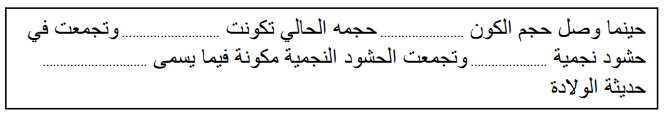 حينما وصل حجم الكون ........................ حجمه الحالي تكونت ............................ وتجمعت في
حشود نجمية ...................... وتجمعت الحشود النجمية مكونة فيما يسمى ..............................
حديثة الولادة